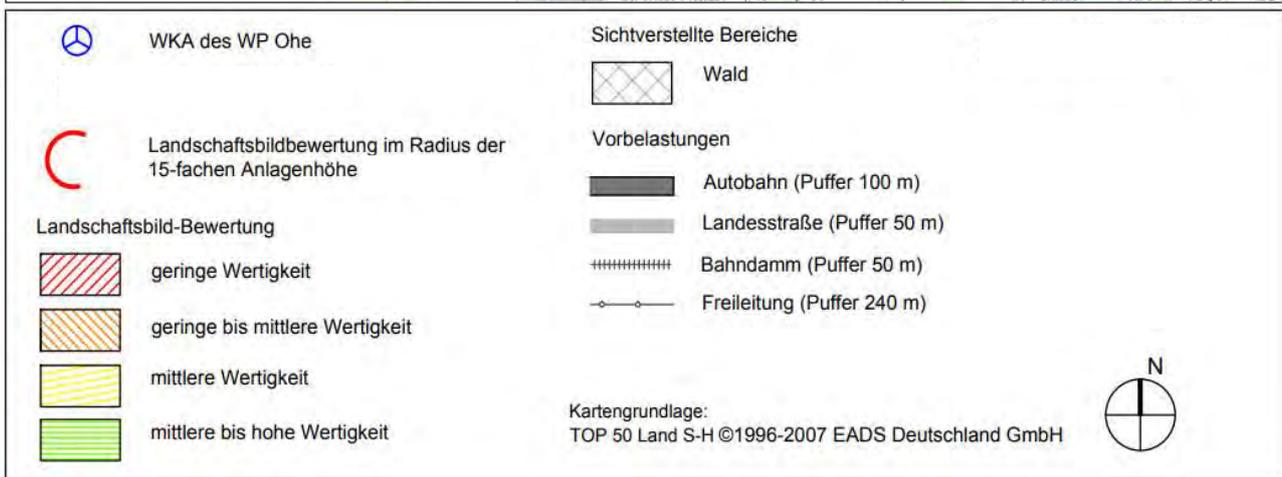 WKA des WP Ohe
Landschaftsbildbewertung im Radius der
15-fachen Anlagenhöhe
Landschaftsbild-Bewertung
geringe Wertigkeit
geringe bis mittlere Wertigkeit
mittlere Wertigkeit
mittlere bis hohe Wertigkeit
Sichtverstellte Bereiche
Wald
Vorbelastungen
Autobahn (Puffer 100 m)
Landesstraße (Puffer 50 m)
Bahndamm (Puffer 50 m)
Freileitung (Puffer 240 m)
Kartengrundlage:
TOP 50 Land S-H ©1996-2007 EADS Deutschland GmbH
N